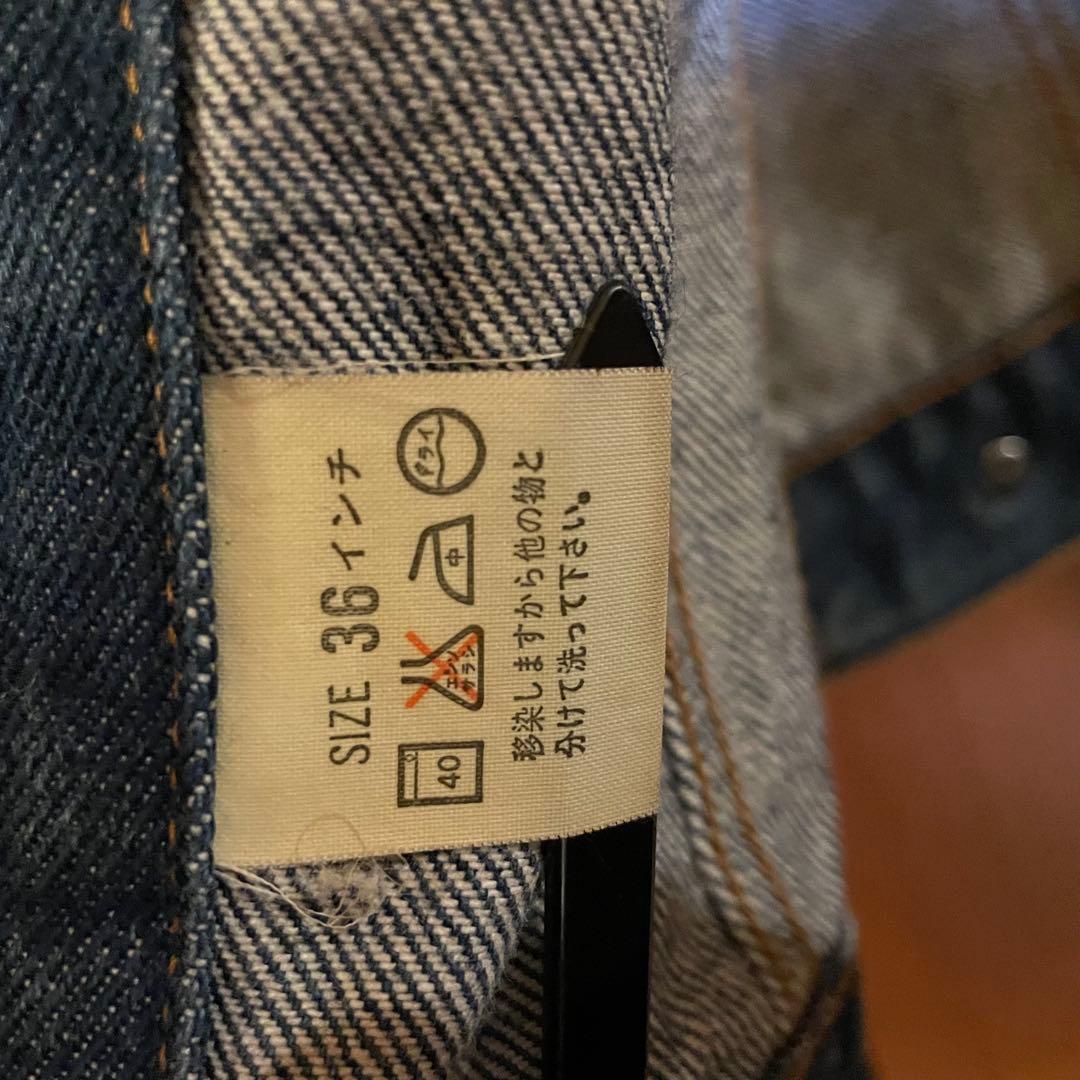 SIZE 36インチ
40 エンソサラシ 中 ドライ
移染しますから他の物と
分けて洗って下さい。